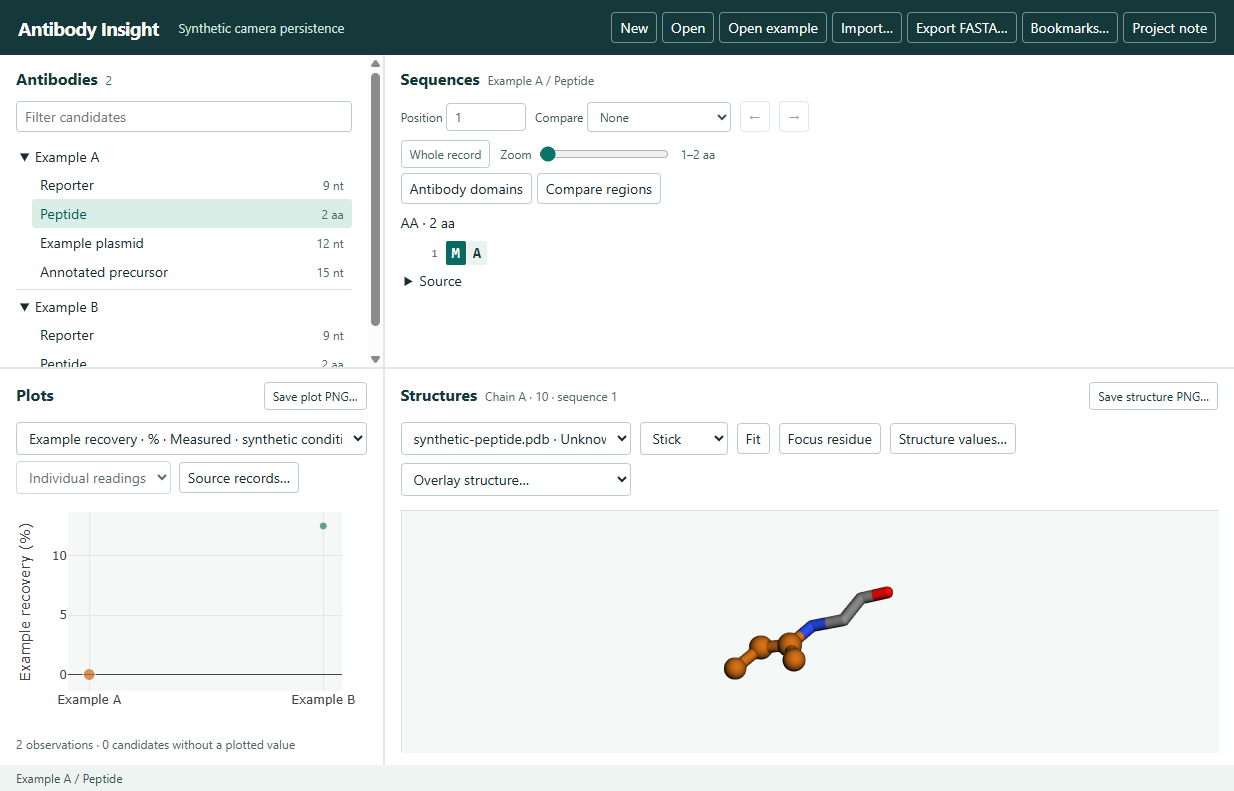 Antibody Insight Synthetic camera persistence New Open Open example Import... Export FASTA... Bookmarks... Project note
Antibodies 2
Filter candidates
▼ Example A
Reporter 9 nt
Peptide 2 aa
Example plasmid 12 nt
Annotated precursor 15 nt
▼ Example B
Reporter 9 nt
Peptide 2 aa
Sequences Example A / Peptide
Position 1 Compare None ← →
Whole record Zoom 1–2 aa
Antibody domains Compare regions
AA · 2 aa
1 M A
▶ Source
Plots Save plot PNG...
Example recovery · % · Measured · synthetic conditi
Individual readings Source records...
Example recovery (%)
10
5
0
Example A Example B
2 observations · 0 candidates without a plotted value
Structures Chain A · 10 · sequence 1 Save structure PNG...
synthetic-peptide.pdb · Unknow Stick Fit Focus residue Structure values...
Overlay structure...
Example A / Peptide